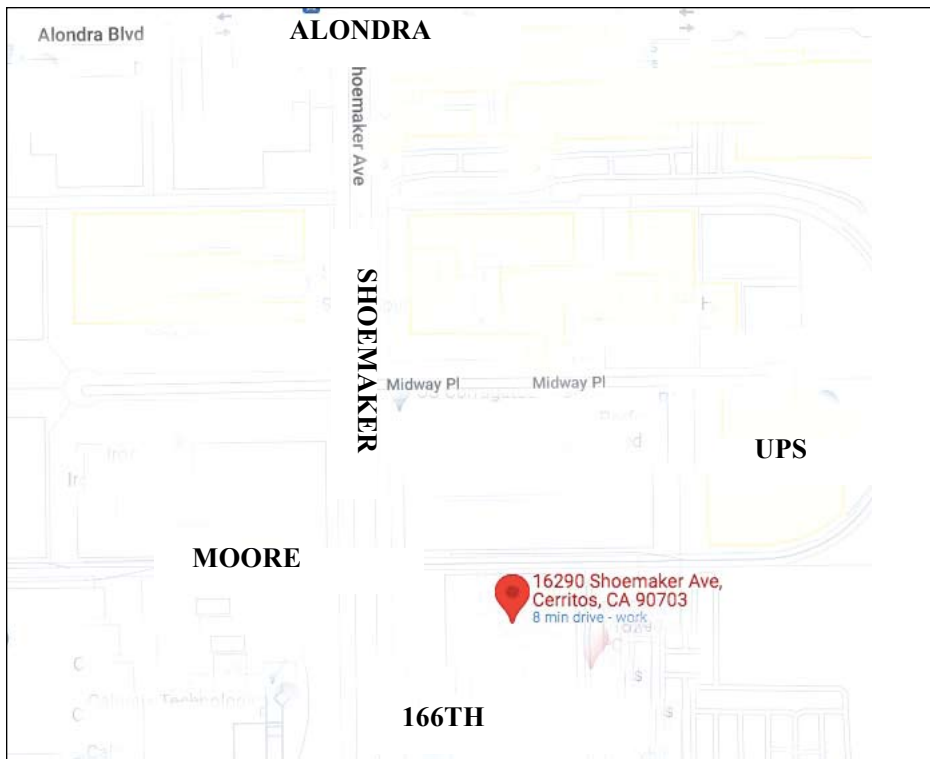 Alondra Blvd
ALONDRA
hoemaker Ave
SHOEMAKER
H
Midway Pl
Midway Pl
UPS
MOORE
16290 Shoemaker Ave,
Cerritos, CA 90703
8 min drive - work
166TH